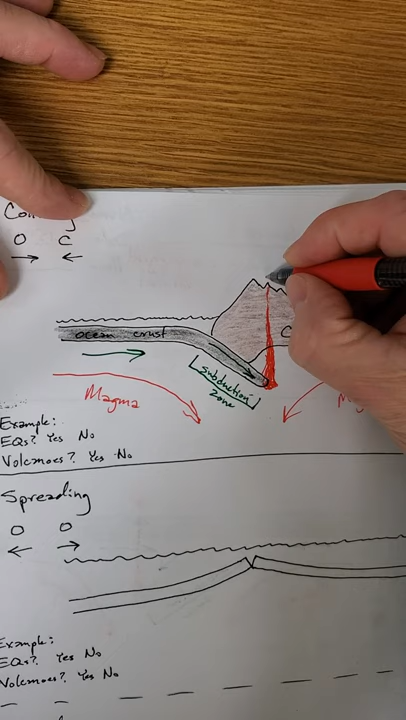 O C
ocean crust
C
subduction
zone
Magma
Example:
EQs? Yes No
Volcanoes? Yes No
Spreading
O O
Example:
EQs? Yes No
Volcanoes? Yes No